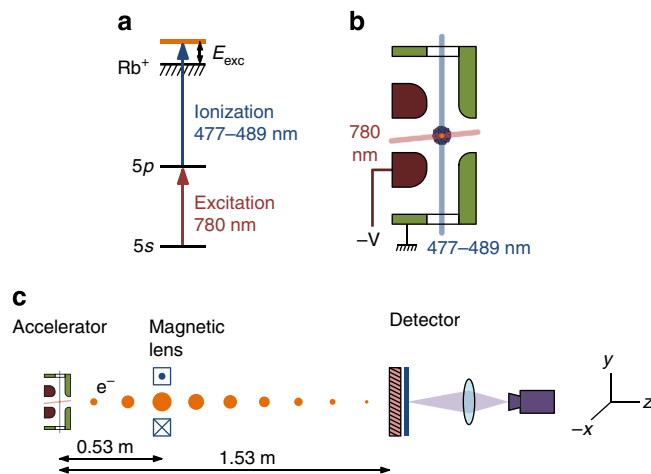 a
Rb+
Eexc
Ionization
477–489 nm
5p
Excitation
780 nm
5s
b
780
nm
–V
477–489 nm
c
Accelerator
Magnetic
lens
Detector
e−
0.53 m
1.53 m
y
z
–x